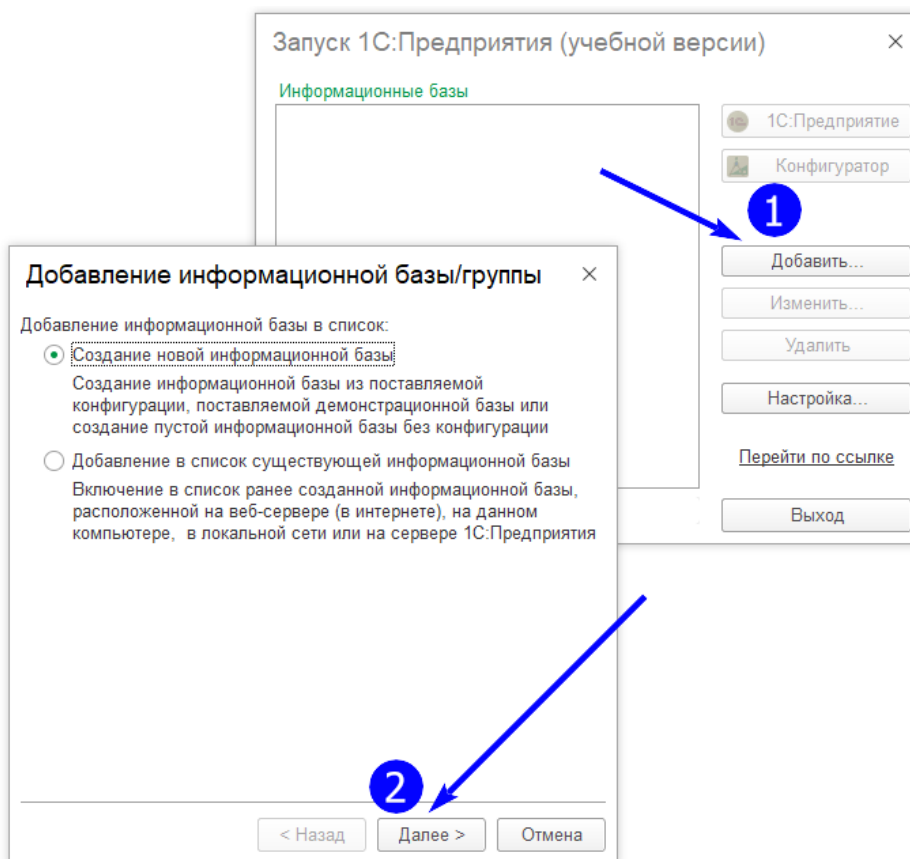 Запуск 1С:Предприятия (учебной версии)
Информационные базы
1С:Предприятие
Конфигуратор
1
Добавить...
Изменить...
Удалить
Настройка...
Перейти по ссылке
Выход
Добавление информационной базы/группы
Добавление информационной базы в список:
Создание новой информационной базы
Создание информационной базы из поставляемой
конфигурации, поставляемой демонстрационной базы или
создание пустой информационной базы без конфигурации
Добавление в список существующей информационной базы
Включение в список ранее созданной информационной базы,
расположенной на веб-сервере (в интернете), на данном
компьютере, в локальной сети или на сервере 1С:Предприятия
2
< Назад
Далее >
Отмена